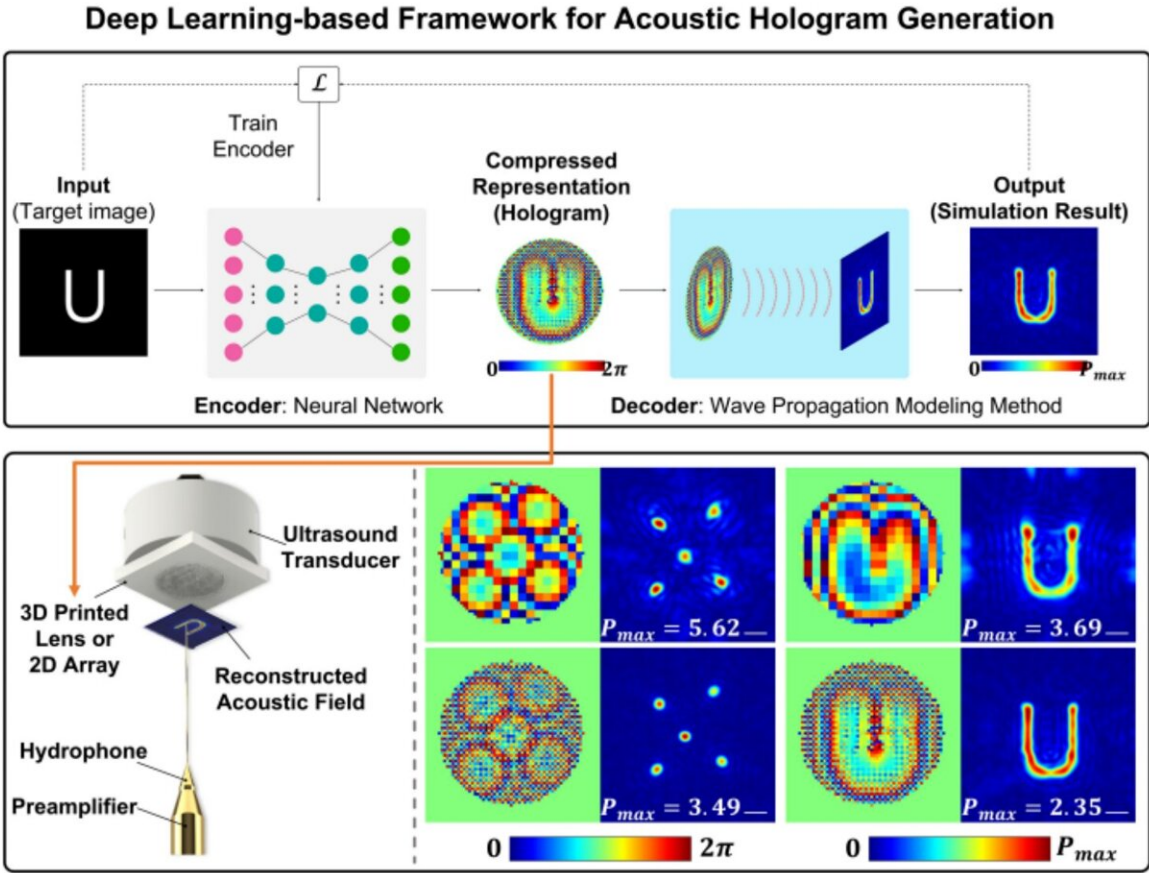 Deep Learning-based Framework for Acoustic Hologram Generation
ℒ
Train
Encoder
Input
(Target image)
Compressed
Representation
(Hologram)
Output
(Simulation Result)
0
2π
0
P_max
Encoder: Neural Network
Decoder: Wave Propagation Modeling Method
Ultrasound
Transducer
3D Printed
Lens or
2D Array
Reconstructed
Acoustic Field
Hydrophone
Preamplifier
P_max = 5.62
P_max = 3.69
P_max = 3.49
P_max = 2.35
0
2π
0
P_max